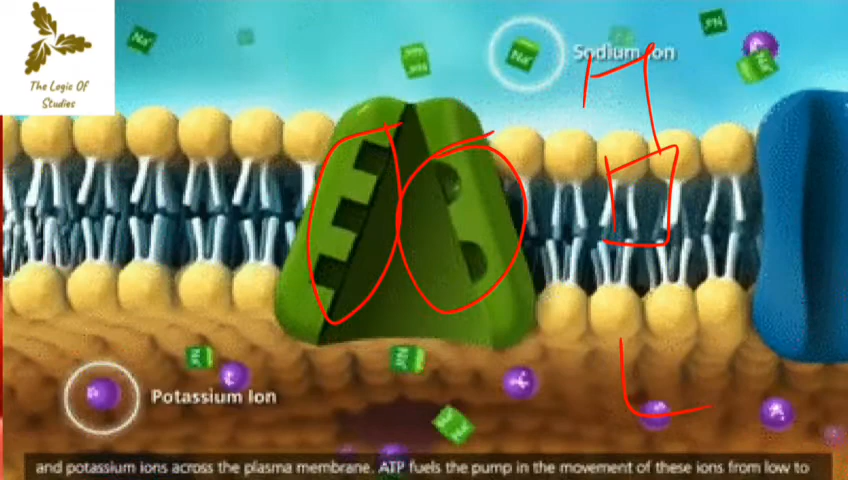 The Logic Of
Studies
Sodium Ion
Na
Potassium Ion
and potassium ions across the plasma membrane. ATP fuels the pump in the movement of these ions from low to